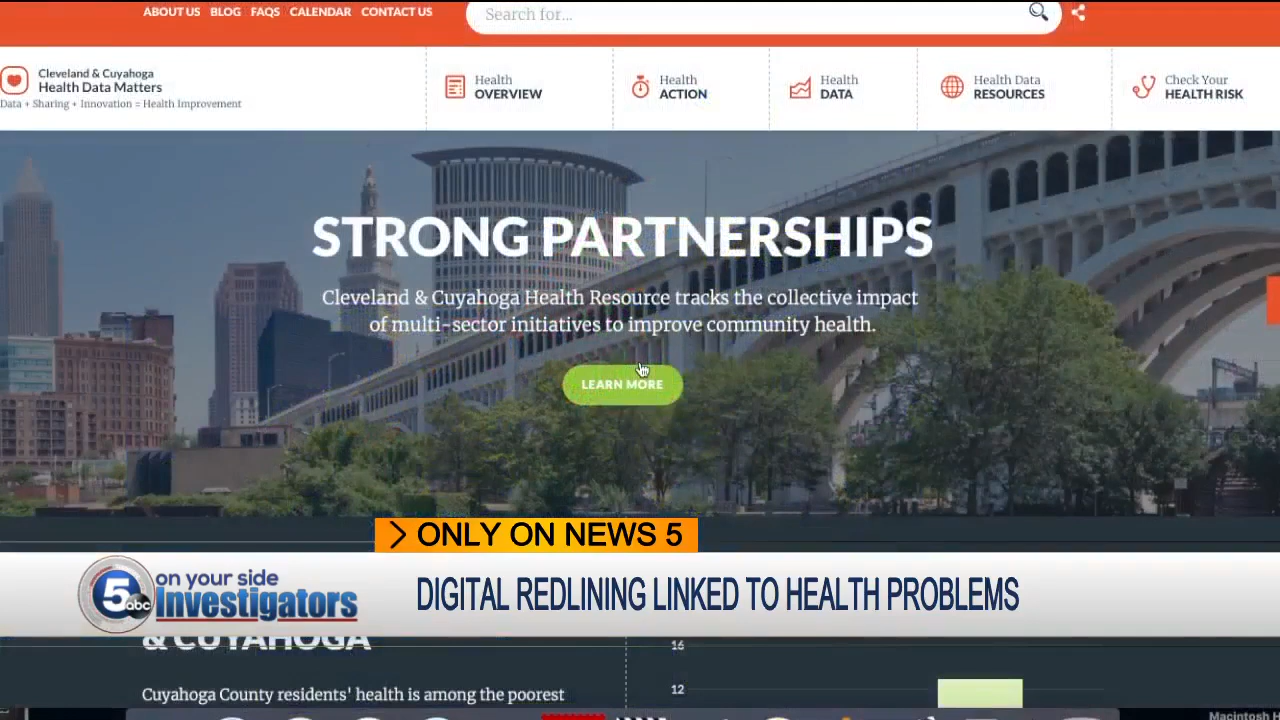 ABOUT US BLOG FAQS CALENDAR CONTACT US
Search for...
Cleveland & Cuyahoga
Health Data Matters
Data + Sharing + Innovation = Health Improvement
Health
OVERVIEW
Health
ACTION
Health
DATA
Health Data
RESOURCES
Check Your
HEALTH RISK
STRONG PARTNERSHIPS
Cleveland & Cuyahoga Health Resource tracks the collective impact
of multi-sector initiatives to improve community health.
LEARN MORE
ONLY ON NEWS 5
5 abc
on your side
Investigators
DIGITAL REDLINING LINKED TO HEALTH PROBLEMS
& CUYAHOGA
Cuyahoga County residents' health is among the poorest
16
12
Macintosh H